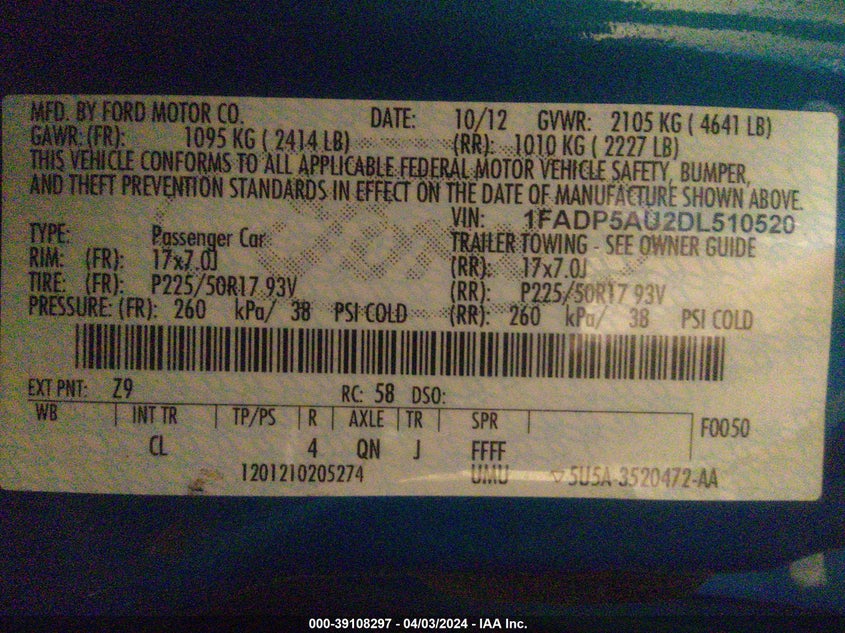 MFD. BY FORD MOTOR CO. DATE: 10/12 GVWR: 2105 KG ( 4641 LB)
GAWR: (FR): 1095 KG ( 2414 LB) (RR): 1010 KG ( 2227 LB)
THIS VEHICLE CONFORMS TO ALL APPLICABLE FEDERAL MOTOR VEHICLE SAFETY, BUMPER,
AND THEFT PREVENTION STANDARDS IN EFFECT ON THE DATE OF MANUFACTURE SHOWN ABOVE.
VIN: 1FADP5AU2DL510520
TYPE: Passenger Car TRAILER TOWING - SEE OWNER GUIDE
RIM: (FR): 17x7.0J (RR): 17x7.0J
TIRE: (FR): P225/50R17 93V (RR): P225/50R17 93V
PRESSURE: (FR): 260 kPa/ 38 PSI COLD (RR): 260 kPa/ 38 PSI COLD
EXT PNT: Z9 RC: 58 DSO:
WB | INT TR | TP/PS | R | AXLE | TR | SPR | F0050
CL 4 QN J FFFF
1201210205274 UMU ▽5U5A-3520472-AA
000-39108297 - 04/03/2024 - IAA Inc.